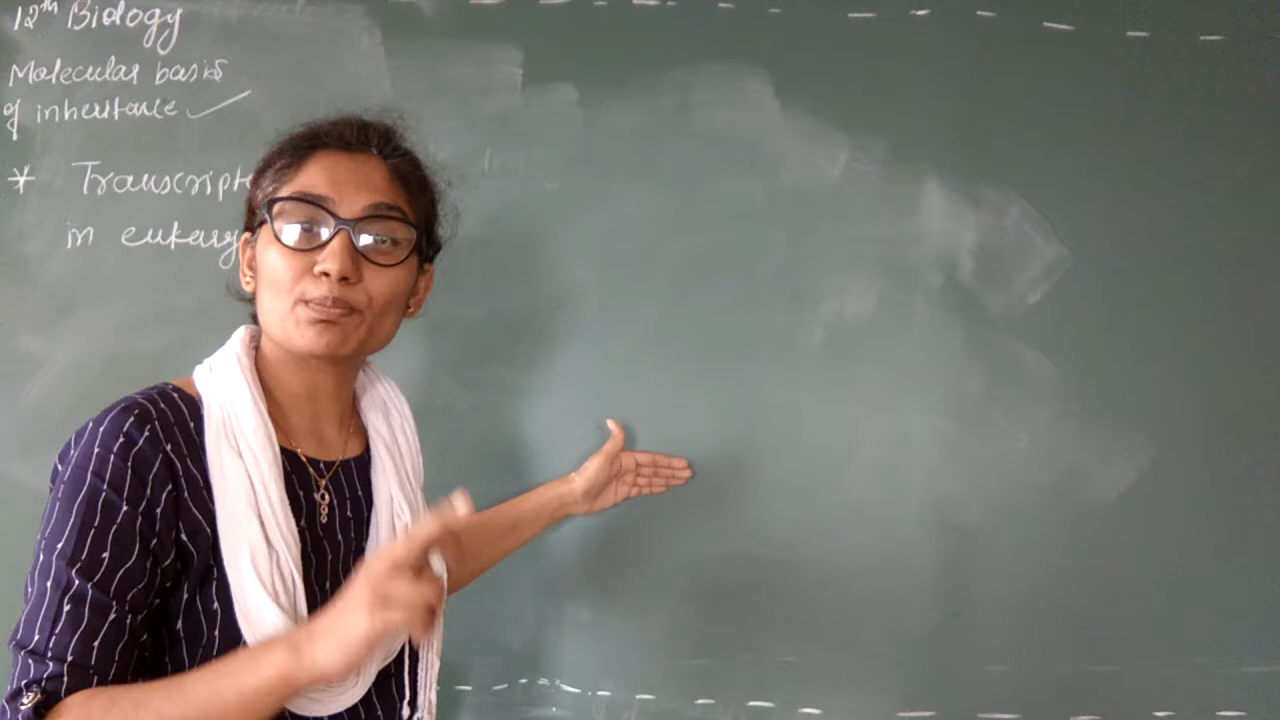 12th Biology
Molecular basis
of inheritance ✓
* Transcript
in eukary